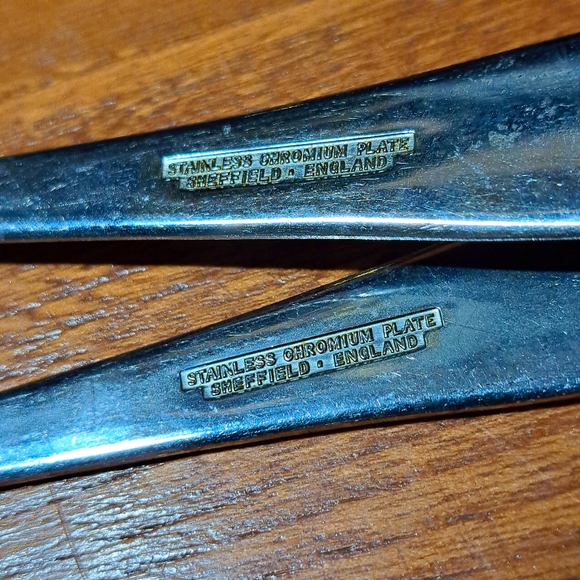 STAINLESS CHROMIUM PLATE
SHEFFIELD · ENGLAND
STAINLESS CHROMIUM PLATE
SHEFFIELD · ENGLAND